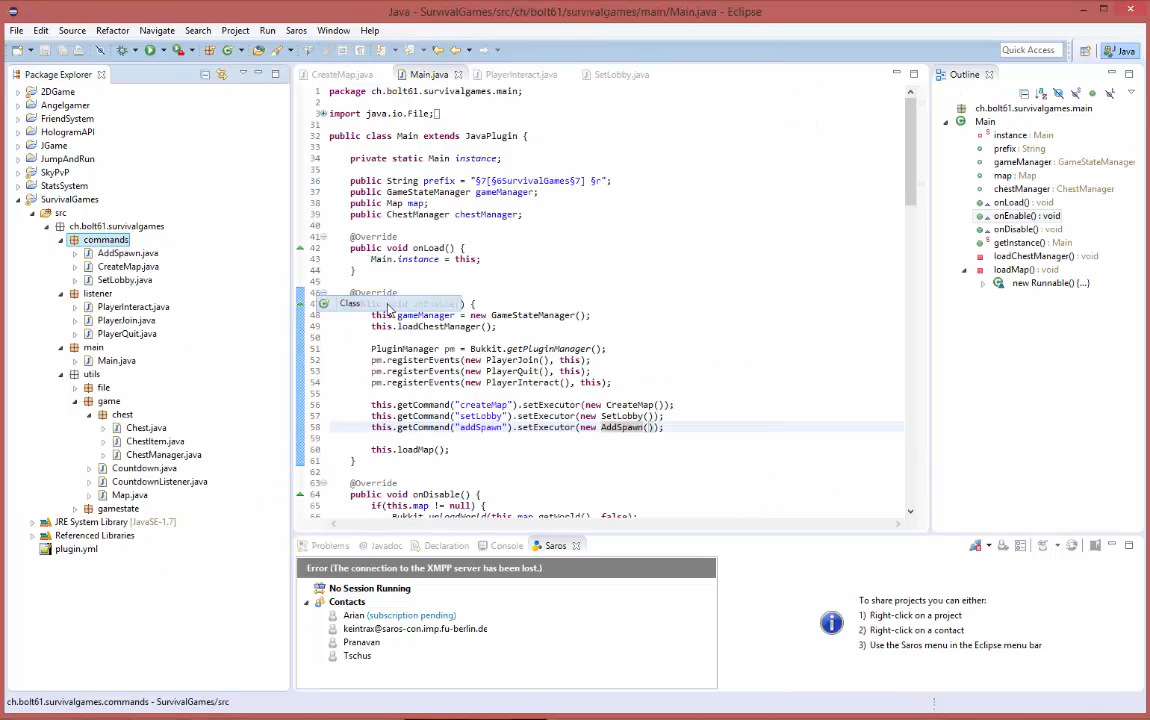 Java - SurvivalGames/src/ch/bolt61/survivalgames/main/Main.java - Eclipse
File Edit Source Refactor Navigate Search Project Run Saros Window Help
Quick Access
Java
Package Explorer
2DGame
Angelgamer
FriendSystem
HologramAPI
JGame
JumpAndRun
SkyPvP
StatsSystem
SurvivalGames
src
ch.bolt61.survivalgames
commands
AddSpawn.java
CreateMap.java
SetLobby.java
listener
PlayerInteract.java
PlayerJoin.java
PlayerQuit.java
main
Main.java
utils
file
game
chest
Chest.java
ChestItem.java
ChestManager.java
Countdown.java
CountdownListener.java
Map.java
gamestate
JRE System Library [JavaSE-1.7]
Referenced Libraries
plugin.yml
CreateMap.java Main.java PlayerInteract.java SetLobby.java
1 package ch.bolt61.survivalgames.main;
2
3 import java.io.File;
31
32 public class Main extends JavaPlugin {
33
34 private static Main instance;
35
36 public String prefix = "§7[§6SurvivalGames§7] §r";
37 public GameStateManager gameManager;
38 public Map map;
39 public ChestManager chestManager;
40
41 @Override
42 public void onLoad() {
43 Main.instance = this;
44 }
45
46 @Override
47 public void onEnable() {
Class
48 this.gameManager = new GameStateManager();
49 this.loadChestManager();
50
51 PluginManager pm = Bukkit.getPluginManager();
52 pm.registerEvents(new PlayerJoin(), this);
53 pm.registerEvents(new PlayerQuit(), this);
54 pm.registerEvents(new PlayerInteract(), this);
55
56 this.getCommand("createMap").setExecutor(new CreateMap());
57 this.getCommand("setLobby").setExecutor(new SetLobby());
58 this.getCommand("addSpawn").setExecutor(new AddSpawn());
59
60 this.loadMap();
61 }
62
63 @Override
64 public void onDisable() {
65 if(this.map != null) {
66 Bukkit.unloadWorld(this.map.getWorld(), false);
Outline
ch.bolt61.survivalgames.main
Main
instance : Main
prefix : String
gameManager : GameStateManager
map : Map
chestManager : ChestManager
onLoad() : void
onEnable() : void
onDisable() : void
getInstance() : Main
loadChestManager() : void
loadMap() : void
new Runnable() {...}
Problems Javadoc Declaration Console Saros
Error (The connection to the XMPP server has been lost.)
No Session Running
Contacts
Arian (subscription pending)
keintrax@saros-con.imp.fu-berlin.de
Pranavan
Tschus
To share projects you can either:
1) Right-click on a project
2) Right-click on a contact
3) Use the Saros menu in the Eclipse menu bar
ch.bolt61.survivalgames.commands - SurvivalGames/src